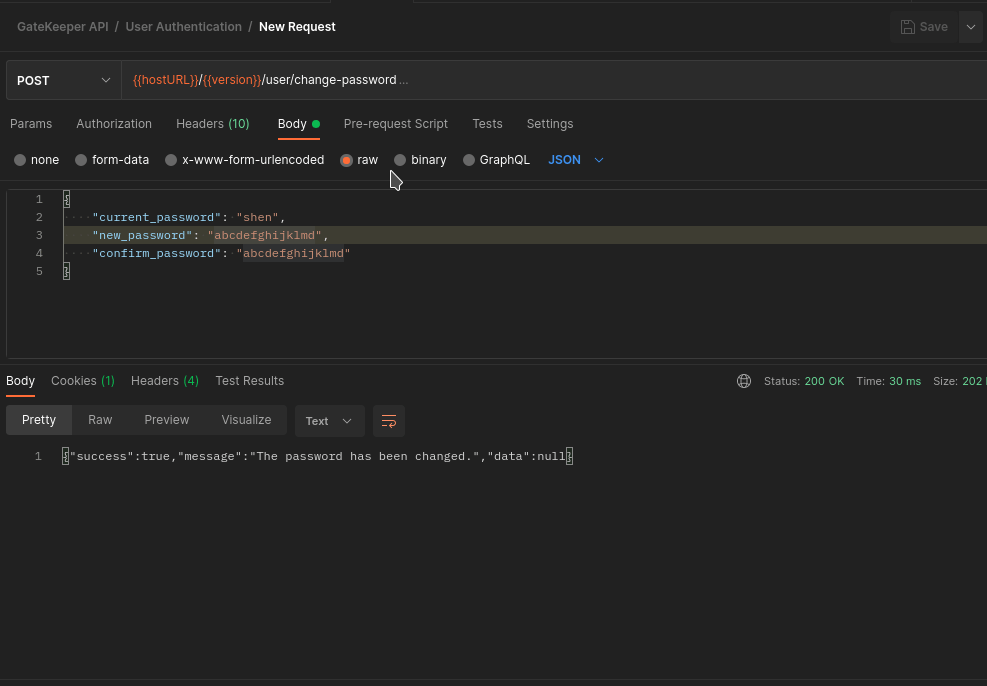 GateKeeper API / User Authentication / New Request
Save
POST
{{hostURL}}/{{version}}/user/change-password ...
Params Authorization Headers (10) Body Pre-request Script Tests Settings
none form-data x-www-form-urlencoded raw binary GraphQL JSON
1 {
2 ····"current_password":·"shen",
3 "new_password": "abcdefghijklmd",
4 ····"confirm_password":·"abcdefghijklmd"
5 }
Body Cookies (1) Headers (4) Test Results Status: 200 OK Time: 30 ms Size: 202
Pretty Raw Preview Visualize Text
1 {"success":true,"message":"The password has been changed.","data":null}